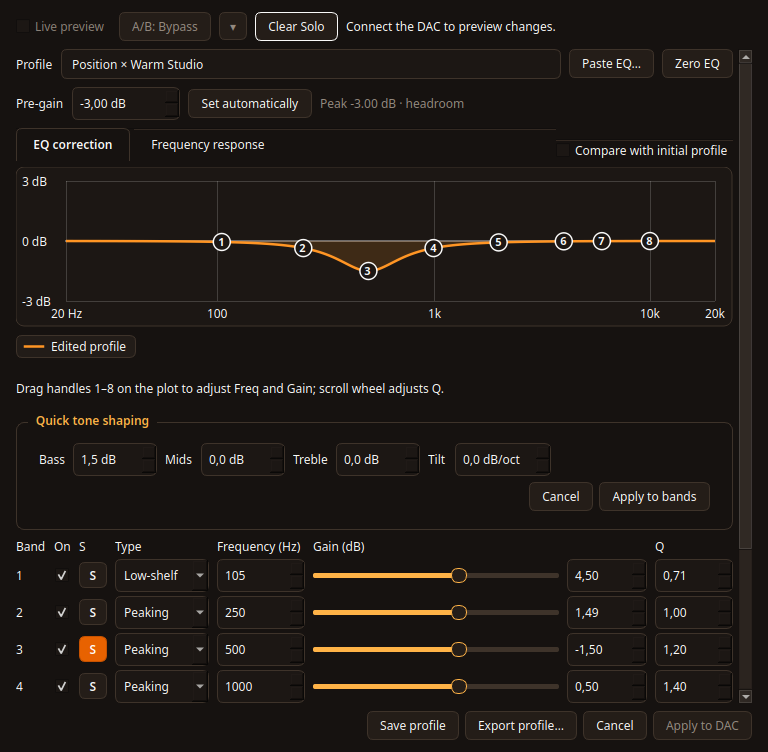 Live preview A/B: Bypass ▾ Clear Solo Connect the DAC to preview changes.
Profile Position × Warm Studio Paste EQ... Zero EQ
Pre-gain -3,00 dB Set automatically Peak -3.00 dB · headroom
EQ correction Frequency response Compare with initial profile
3 dB
0 dB 1 2 3 4 5 6 7 8
-3 dB
20 Hz 100 1k 10k 20k
Edited profile
Drag handles 1–8 on the plot to adjust Freq and Gain; scroll wheel adjusts Q.
Quick tone shaping
Bass 1,5 dB Mids 0,0 dB Treble 0,0 dB Tilt 0,0 dB/oct
Cancel Apply to bands
Band On S Type Frequency (Hz) Gain (dB) Q
1 ✓ S Low-shelf 105 4,50 0,71
2 ✓ S Peaking 250 1,49 1,00
3 ✓ S Peaking 500 -1,50 1,20
4 ✓ S Peaking 1000 0,50 1,40
Save profile Export profile... Cancel Apply to DAC